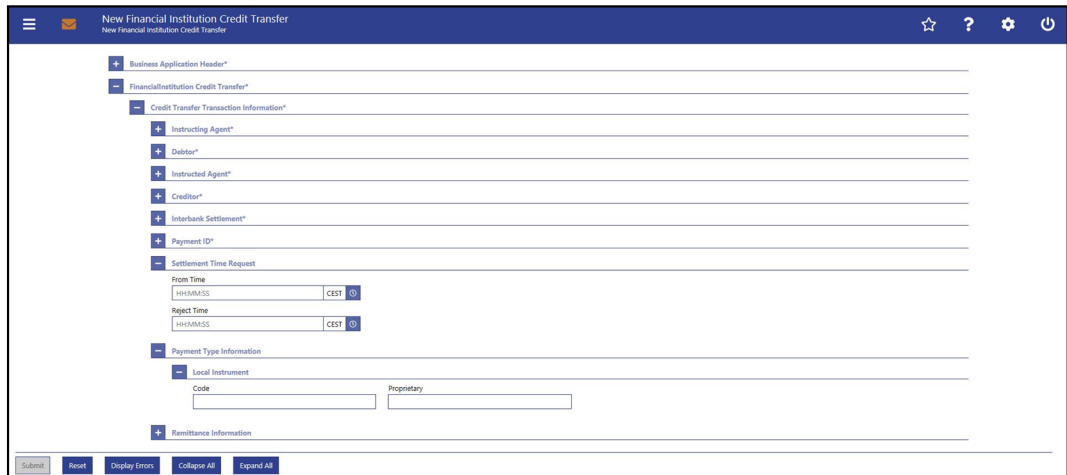 New Financial Institution Credit Transfer
New Financial Institution Credit Transfer
Business Application Header*
FinancialInstitution Credit Transfer*
Credit Transfer Transaction Information*
Instructing Agent*
Debtor*
Instructed Agent*
Creditor*
Interbank Settlement*
Payment ID*
Settlement Time Request
From Time
HH:MM:SS CEST
Reject Time
HH:MM:SS CEST
Payment Type Information
Local Instrument
Code Proprietary
Remittance Information
Submit Reset Display Errors Collapse All Expand All